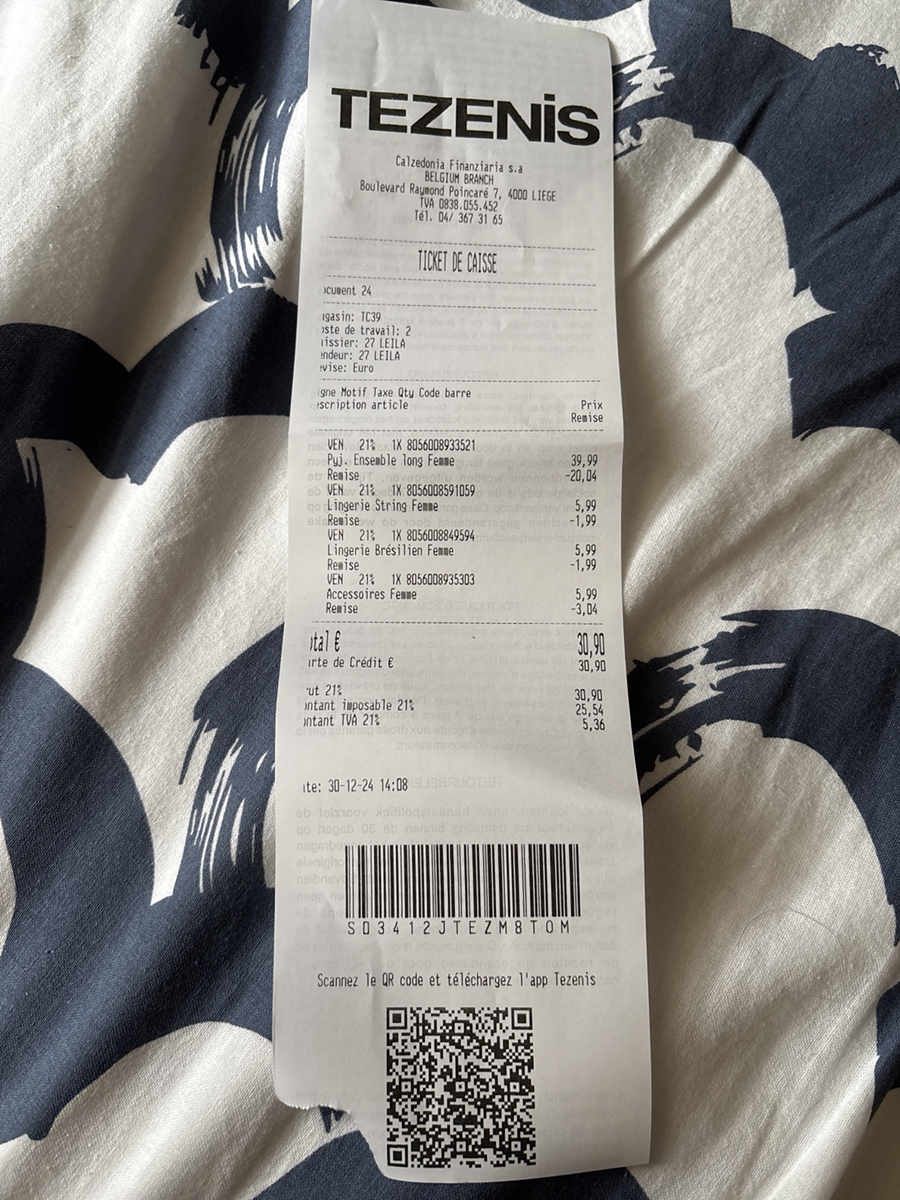 TEZENiS
Calzedonia Finanziaria s.a
BELGIUM BRANCH
Boulevard Raymond Poincaré 7, 4000 LIEGE
TVA 0838.055.452
Tél. 04/ 367 31 65
TICKET DE CAISSE
ocument 24
agasin: TC39
oste de travail: 2
aissier: 27 LEILA
endeur: 27 LEILA
evise: Euro
igne Motif Taxe Qty Code barre
escription article Prix
Remise
VEN 21% 1X 8056008933521
Pyj. Ensemble long Femme 39,99
Remise -20,04
VEN 21% 1X 8056008591059
Lingerie String Femme 5,99
Remise -1,99
VEN 21% 1X 8056008849594
Lingerie Brésilien Femme 5,99
Remise -1,99
VEN 21% 1X 8056008935303
Accessoires Femme 5,99
Remise -3,04
otal € 30,90
arte de Crédit € 30,90
rut 21% 30,90
ontant imposable 21% 25,54
ontant TVA 21% 5,36
ate: 30-12-24 14:08
SD3412JTEZM8TOM
Scannez le QR code et téléchargez l'app Tezenis